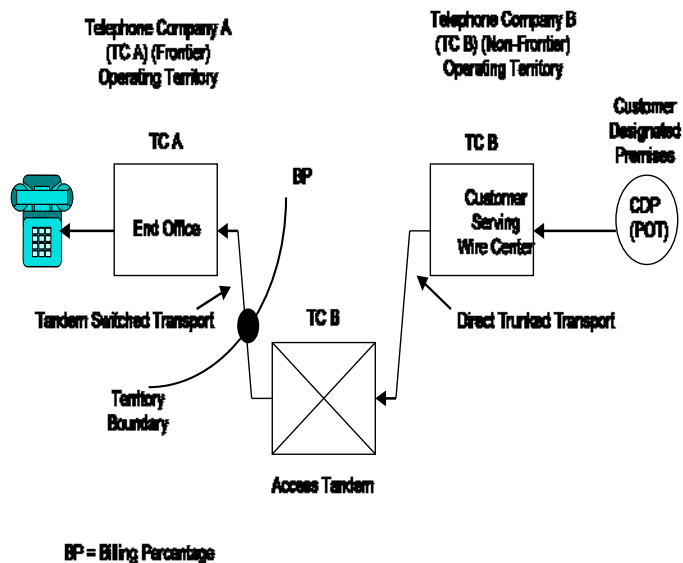 Telephone Company A
(TC A) (Frontier)
Operating Territory
Telephone Company B
(TC B) (Non-Frontier)
Operating Territory
Customer
Designated
Premises
TC A
TC B
BP
End Office
Customer
Serving
Wire Center
CDP
(POT)
Tandem Switched Transport
TC B
Direct Trunked Transport
Territory
Boundary
Access Tandem
BP = Billing Percentage